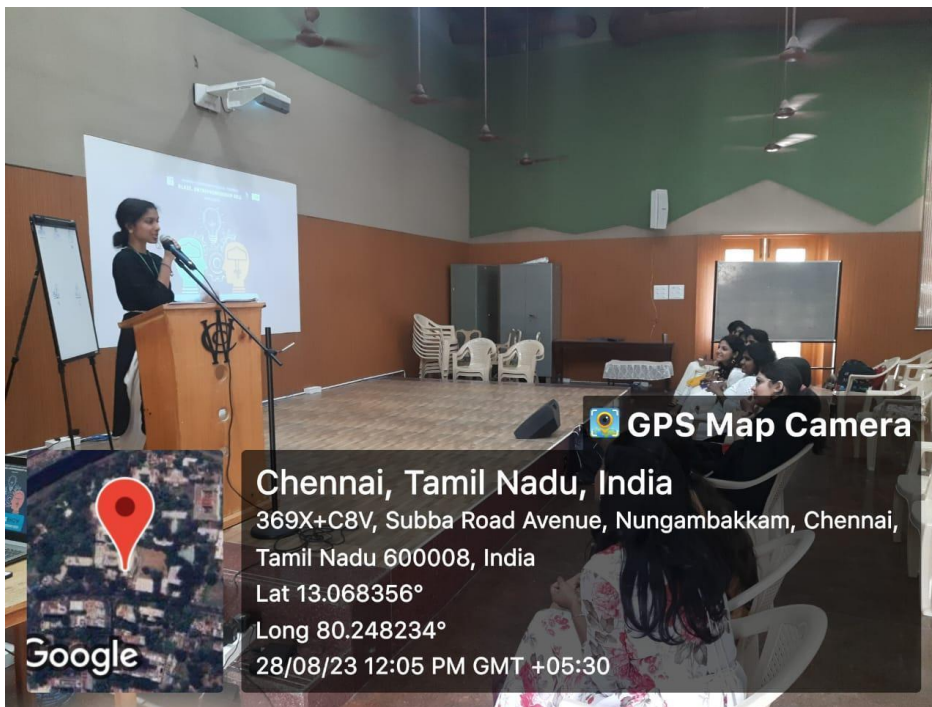 GPS Map Camera
Chennai, Tamil Nadu, India
369X+C8V, Subba Road Avenue, Nungambakkam, Chennai,
Tamil Nadu 600008, India
Lat 13.068356°
Long 80.248234°
28/08/23 12:05 PM GMT +05:30
Google